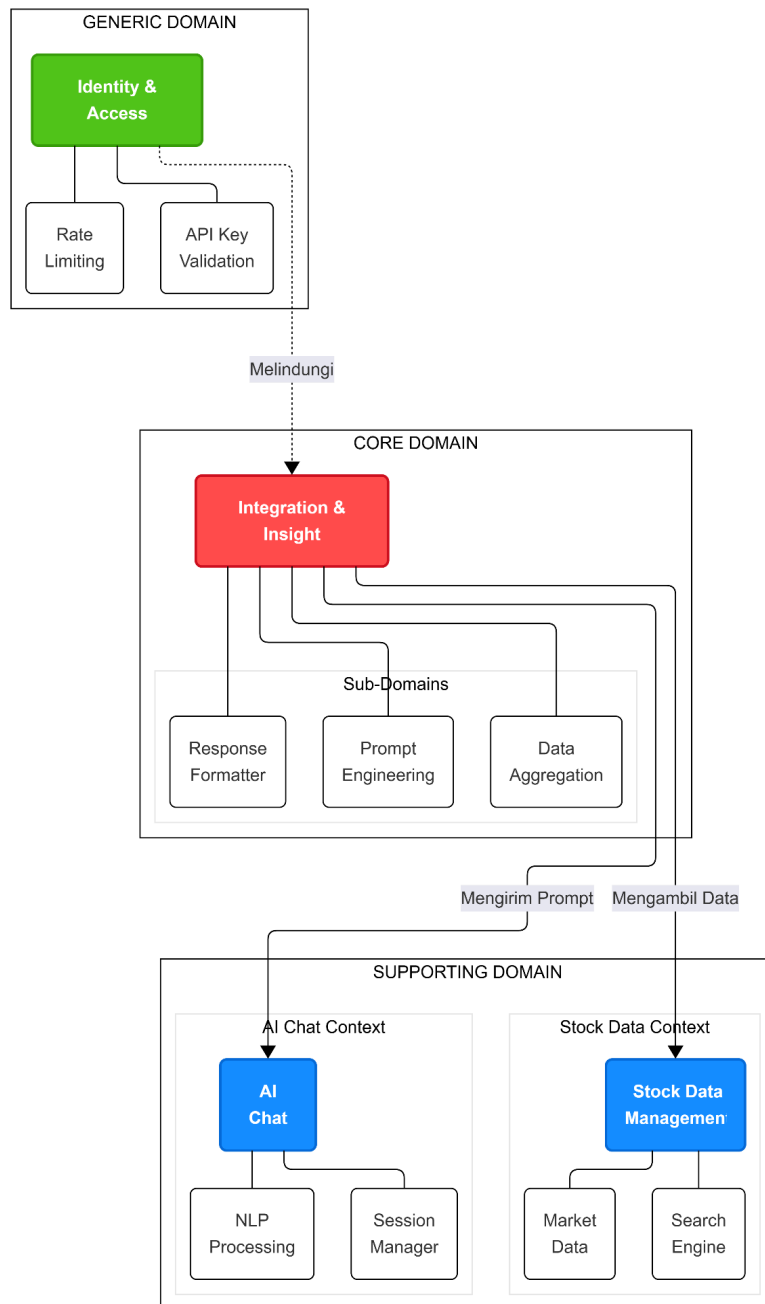 GENERIC DOMAIN
Identity &
Access
Rate
Limiting
API Key
Validation
Melindungi
CORE DOMAIN
Integration &
Insight
Sub-Domains
Response
Formatter
Prompt
Engineering
Data
Aggregation
Mengirim Prompt
Mengambil Data
SUPPORTING DOMAIN
AI Chat Context
AI
Chat
NLP
Processing
Session
Manager
Stock Data Context
Stock Data
Management
Market
Data
Search
Engine